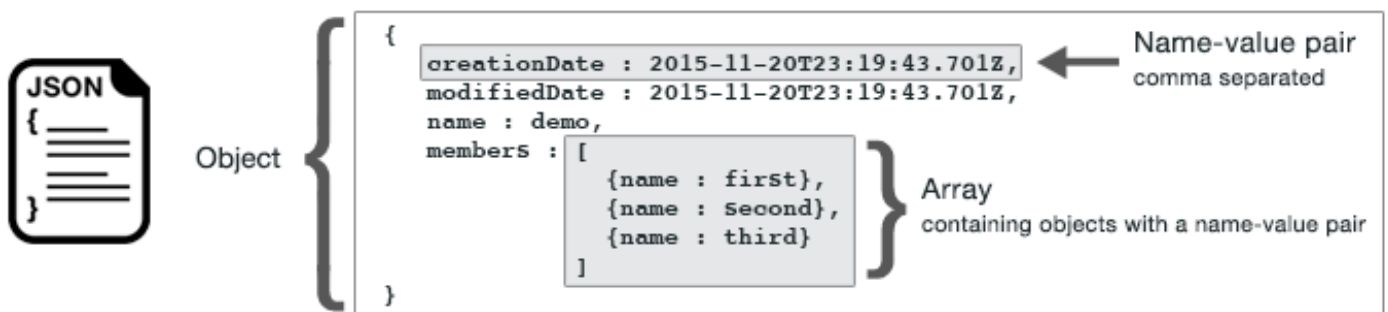 JSON
{
}
Object
{
creationDate : 2015-11-20T23:19:43.701Z,
modifiedDate : 2015-11-20T23:19:43.701Z,
name : demo,
members : [
{name : first},
{name : Second},
{name : third}
]
}
Name-value pair
comma separated
Array
containing objects with a name-value pair